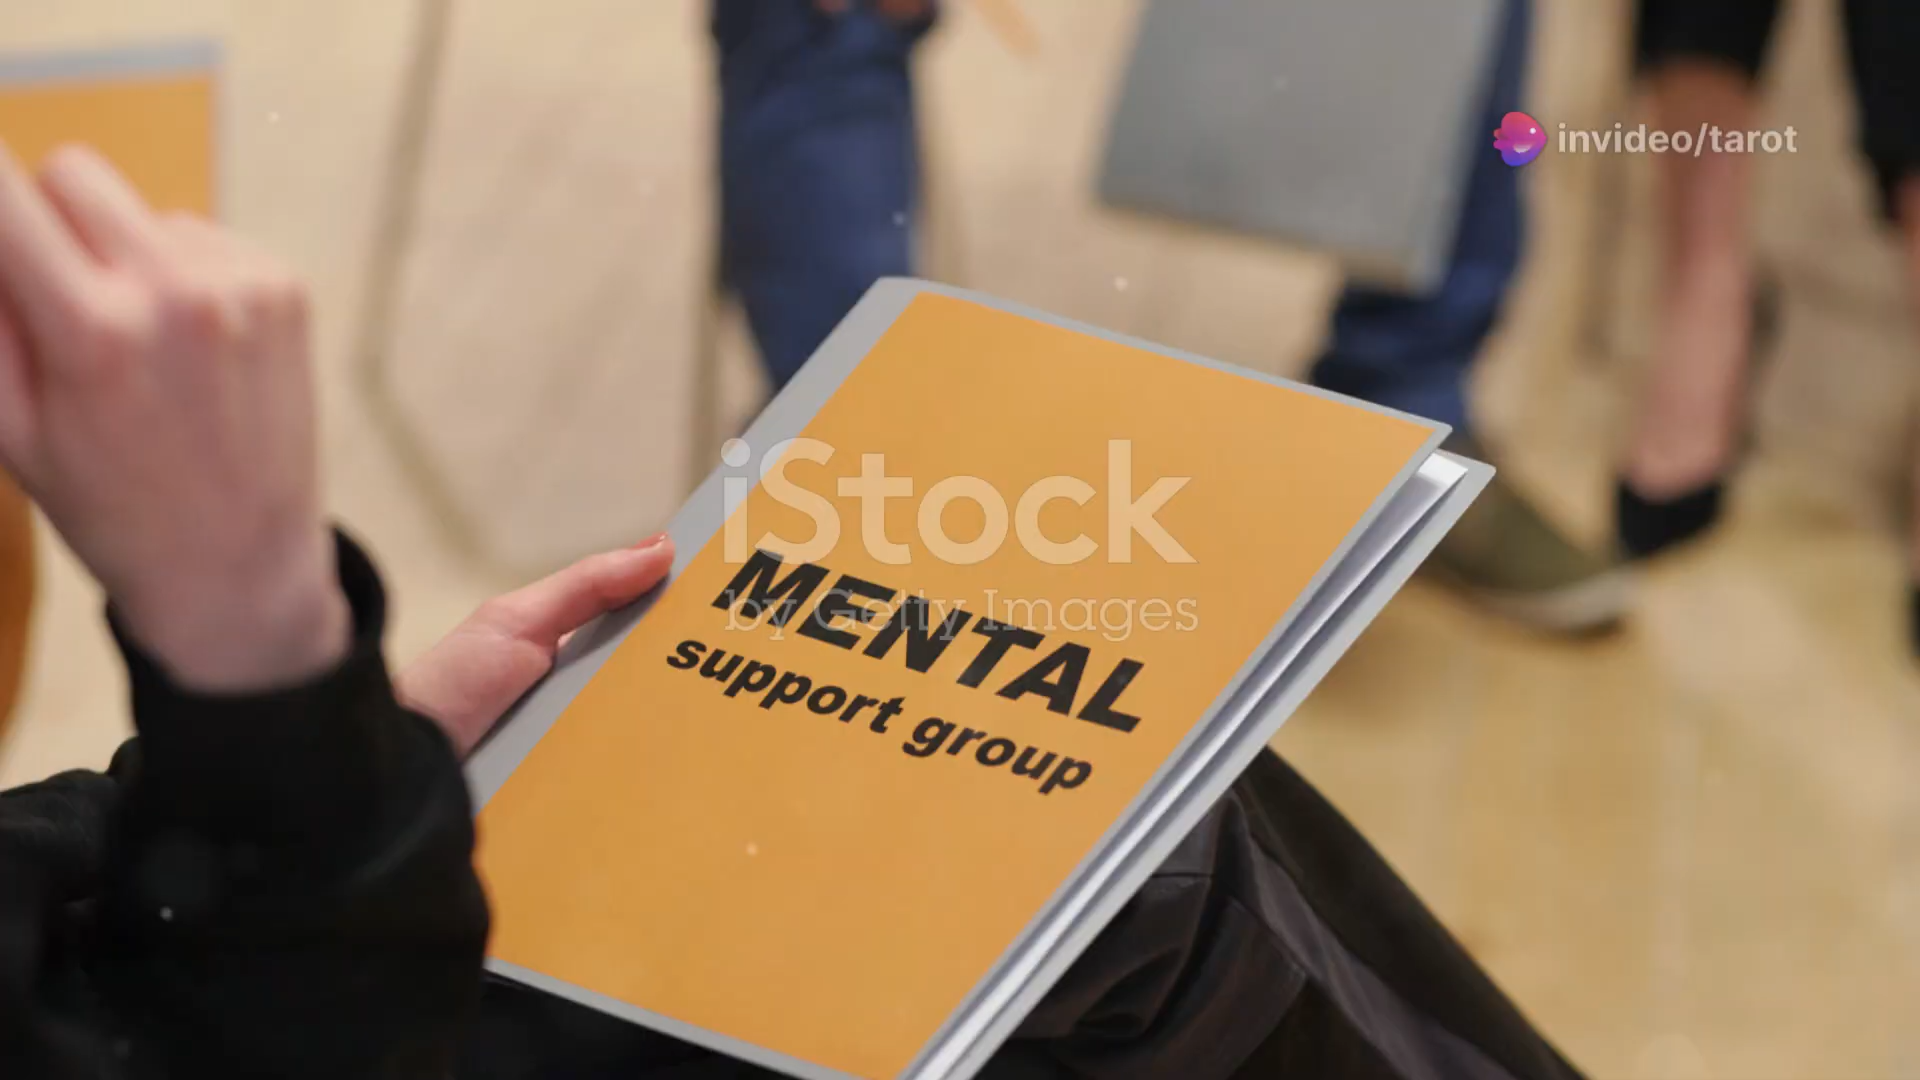 invideo/tarot
iStock
by Getty Images
MENTAL
support group